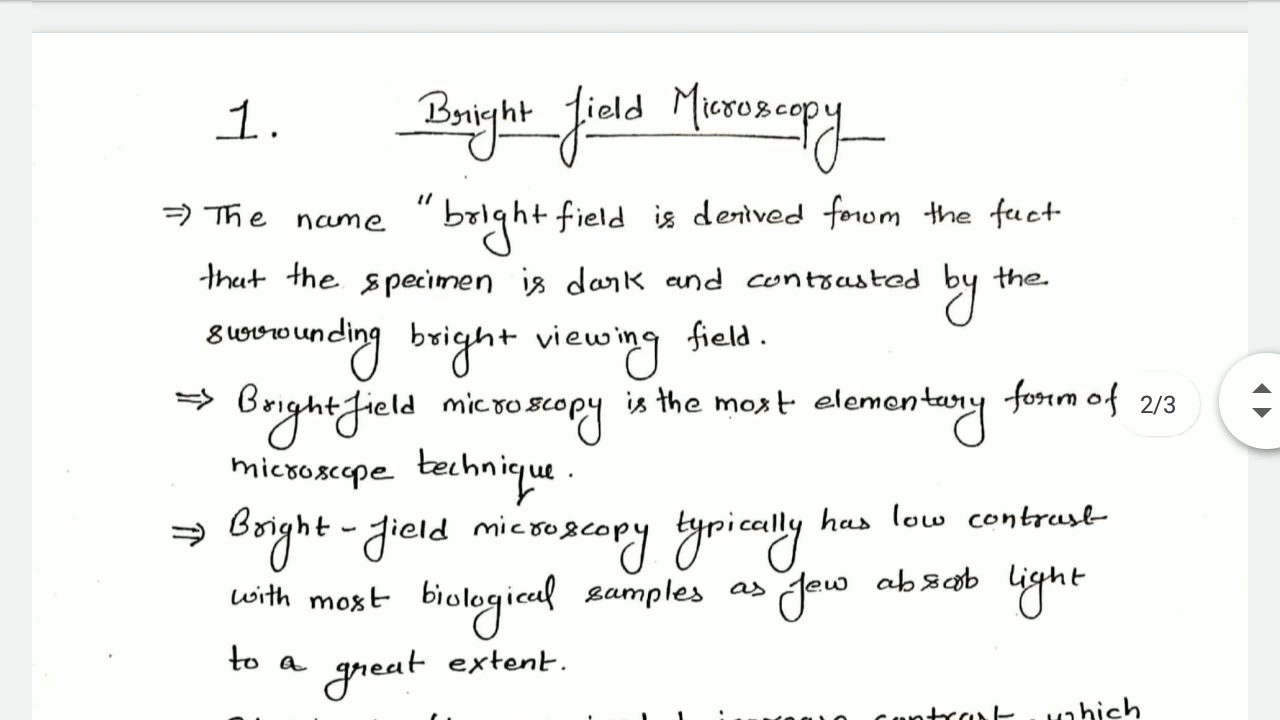 1. Bright field Microscopy
⇒ The name "bright field is derived from the fact
that the specimen is dark and contrasted by the
surrounding bright viewing field.
⇒ Brightfield microscopy is the most elementary form of
microscope technique.
⇒ Bright-field microscopy typically has low contrast
with most biological samples as few absorb light
to a great extent.
contrast which
2/3